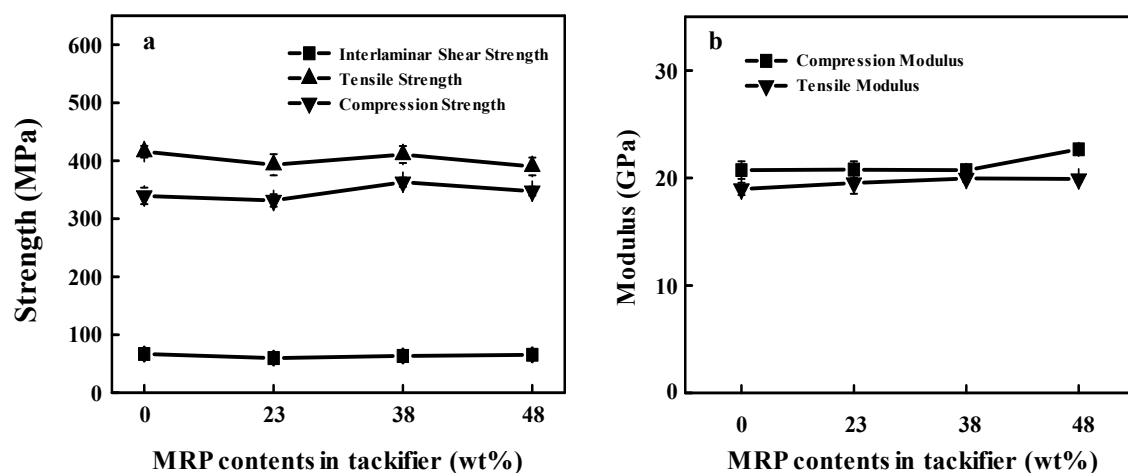 a
Interlaminar Shear Strength
Tensile Strength
Compression Strength
Strength (MPa)
600
500
400
300
200
100
0
0 23 38 48
MRP contents in tackifier (wt%)
b
Compression Modulus
Tensile Modulus
Modulus (GPa)
30
20
10
0
0 23 38 48
MRP contents in tackifier (wt%)